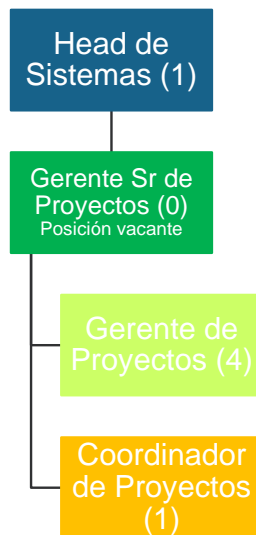 Head de
Sistemas (1)
Gerente Sr de
Proyectos (0)
Posición vacante
Gerente de
Proyectos (4)
Coordinador
de Proyectos
(1)